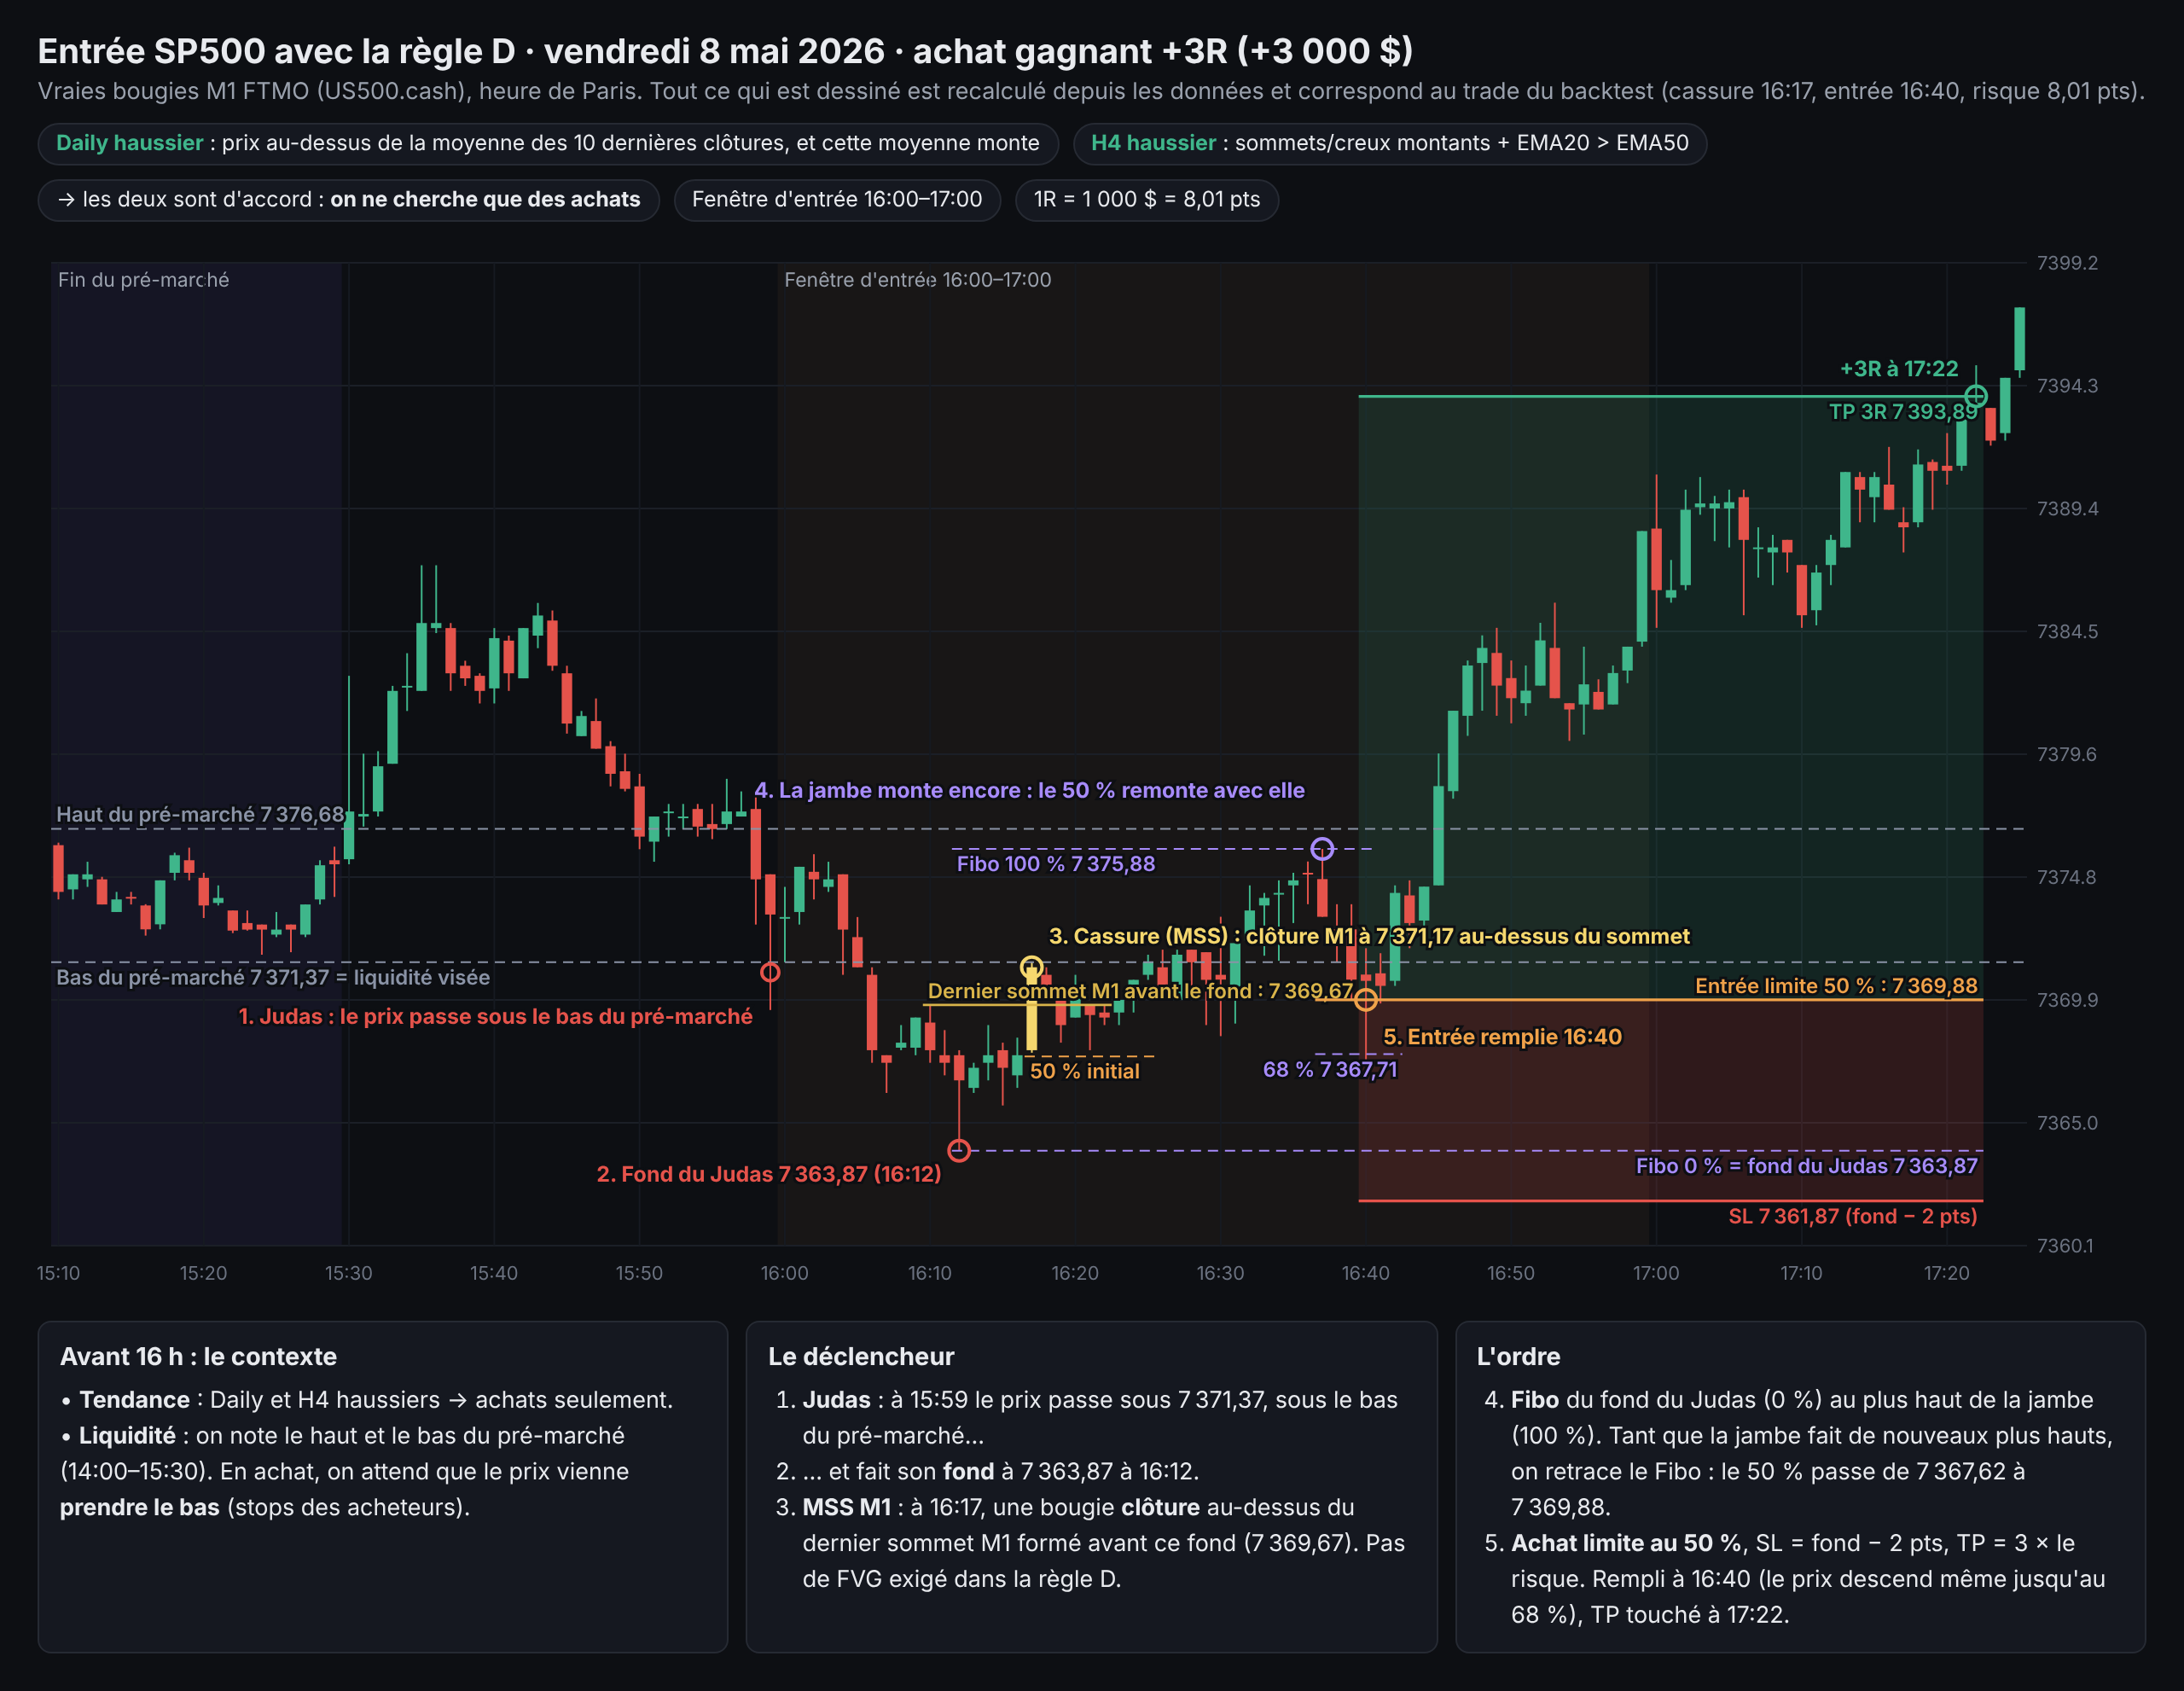 Entrée SP500 avec la règle D · vendredi 8 mai 2026 · achat gagnant +3R (+3 000 $)
Vraies bougies M1 FTMO (US500.cash), heure de Paris. Tout ce qui est dessiné est recalculé depuis les données et correspond au trade du backtest (cassure 16:17, entrée 16:40, risque 8,01 pts).
Daily haussier : prix au-dessus de la moyenne des 10 dernières clôtures, et cette moyenne monte
H4 haussier : sommets/creux montants + EMA20 > EMA50
→ les deux sont d'accord : on ne cherche que des achats
Fenêtre d'entrée 16:00–17:00
1R = 1 000 $ = 8,01 pts
Fin du pré-marché
Fenêtre d'entrée 16:00–17:00
7399.2
+3R à 17:22
7394.3
TP 3R 7 393,89
7389.4
7384.5
7379.6
4. La jambe monte encore : le 50 % remonte avec elle
Haut du pré-marché 7 376,68
Fibo 100 % 7 375,88
7374.8
3. Cassure (MSS) : clôture M1 à 7 371,17 au-dessus du sommet
Bas du pré-marché 7 371,37 = liquidité visée
Dernier sommet M1 avant le fond : 7 369,67
Entrée limite 50 % : 7 369,88
7369.9
1. Judas : le prix passe sous le bas du pré-marché
5. Entrée remplie 16:40
50 % initial
68 % 7 367,71
7365.0
2. Fond du Judas 7 363,87 (16:12)
Fibo 0 % = fond du Judas 7 363,87
SL 7 361,87 (fond − 2 pts)
7360.1
15:10 15:20 15:30 15:40 15:50 16:00 16:10 16:20 16:30 16:40 16:50 17:00 17:10 17:20
Avant 16 h : le contexte
• Tendance : Daily et H4 haussiers → achats seulement.
• Liquidité : on note le haut et le bas du pré-marché
(14:00–15:30). En achat, on attend que le prix vienne
prendre le bas (stops des acheteurs).
Le déclencheur
1. Judas : à 15:59 le prix passe sous 7 371,37, sous le bas
du pré-marché…
2. … et fait son fond à 7 363,87 à 16:12.
3. MSS M1 : à 16:17, une bougie clôture au-dessus du
dernier sommet M1 formé avant ce fond (7 369,67). Pas
de FVG exigé dans la règle D.
L'ordre
4. Fibo du fond du Judas (0 %) au plus haut de la jambe
(100 %). Tant que la jambe fait de nouveaux plus hauts,
on retrace le Fibo : le 50 % passe de 7 367,62 à
7 369,88.
5. Achat limite au 50 %, SL = fond − 2 pts, TP = 3 × le
risque. Rempli à 16:40 (le prix descend même jusqu'au
68 %), TP touché à 17:22.